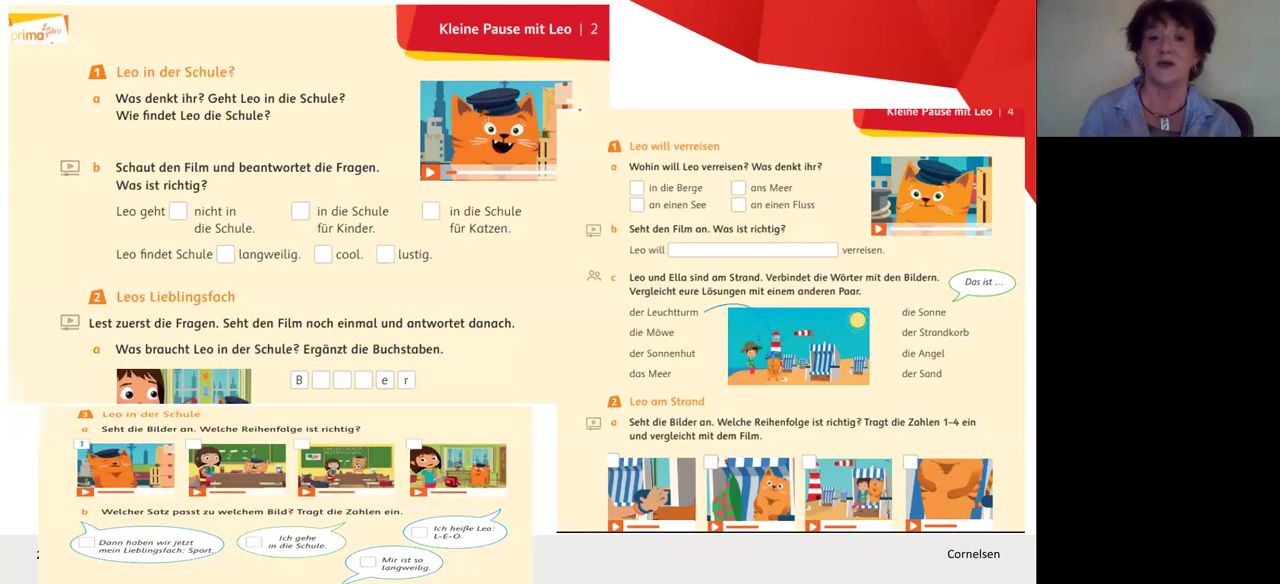 prima
Los geht's!
Kleine Pause mit Leo | 2
1 Leo in der Schule?
a Was denkt ihr? Geht Leo in die Schule?
Wie findet Leo die Schule?
b Schaut den Film und beantwortet die Fragen.
Was ist richtig?
Leo geht nicht in die Schule. in die Schule für Kinder. in die Schule für Katzen.
Leo findet Schule langweilig. cool. lustig.
2 Leos Lieblingsfach
Lest zuerst die Fragen. Seht den Film noch einmal und antwortet danach.
a Was braucht Leo in der Schule? Ergänzt die Buchstaben.
B e r
3 Leo in der Schule
a Seht die Bilder an. Welche Reihenfolge ist richtig?
1
b Welcher Satz passt zu welchem Bild? Tragt die Zahlen ein.
Dann haben wir jetzt
mein Lieblingsfach: Sport.
Ich gehe
in die Schule.
Ich heiße Leo:
L-E-O.
Mir ist so
langweilig.
Kleine Pause mit Leo | 4
1 Leo will verreisen
a Wohin will Leo verreisen? Was denkt ihr?
in die Berge ans Meer
an einen See an einen Fluss
b Seht den Film an. Was ist richtig?
Leo will verreisen.
c Leo und Ella sind am Strand. Verbindet die Wörter mit den Bildern.
Vergleicht eure Lösungen mit einem anderen Paar.
Das ist ...
der Leuchtturm die Sonne
die Möwe der Strandkorb
der Sonnenhut die Angel
das Meer der Sand
2 Leo am Strand
a Seht die Bilder an. Welche Reihenfolge ist richtig? Tragt die Zahlen 1–4 ein
und vergleicht mit dem Film.
Cornelsen